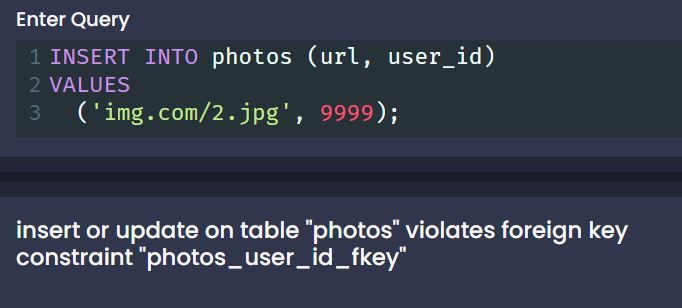 Enter Query
1 INSERT INTO photos (url, user_id)
2 VALUES
3 ('img.com/2.jpg', 9999);
insert or update on table "photos" violates foreign key
constraint "photos_user_id_fkey"